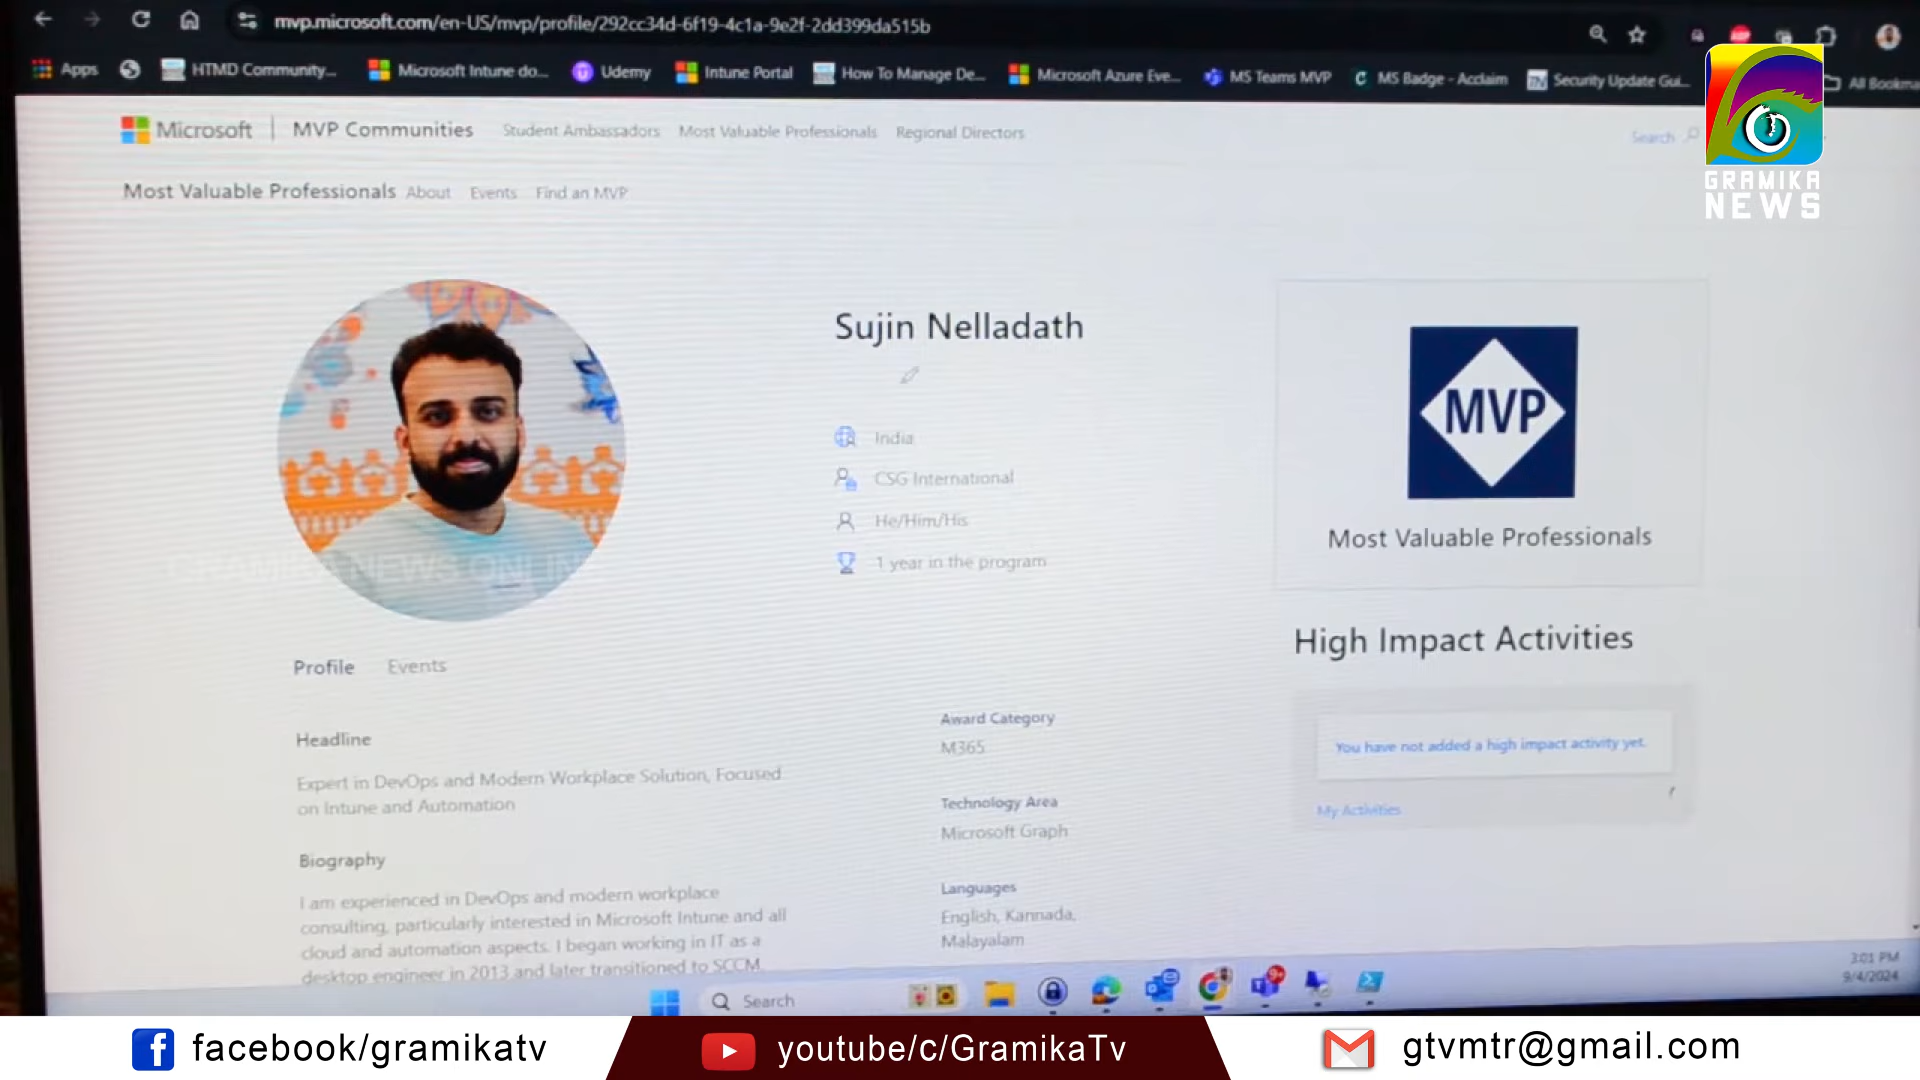 mvp.microsoft.com/en-US/mvp/profile/292cc34d-6f19-4c1a-9e2f-2dd399da515b
Apps HTMD Community... Microsoft Intune do... Udemy Intune Portal How To Manage De... Microsoft Azure Eve... MS Teams MVP MS Badge - Acclaim Security Update Gui... All Bookma
Microsoft MVP Communities Student Ambassadors Most Valuable Professionals Regional Directors Search
GRAMIKA
NEWS
Most Valuable Professionals About Events Find an MVP
Sujin Nelladath
India
CSG International
He/Him/His
1 year in the program
MVP
Most Valuable Professionals
GRAMIKA NEWS ONLINE
High Impact Activities
You have not added a high impact activity yet.
My Activities
Profile Events
Headline
Expert in DevOps and Modern Workplace Solution, Focused
on Intune and Automation
Biography
I am experienced in DevOps and modern workplace
consulting, particularly interested in Microsoft Intune and all
cloud and automation aspects. I began working in IT as a
desktop engineer in 2013 and later transitioned to SCCM.
Award Category
M365
Technology Area
Microsoft Graph
Languages
English, Kannada,
Malayalam
Search
3:01 PM
9/4/2024
facebook/gramikatv youtube/c/GramikaTv gtvmtr@gmail.com